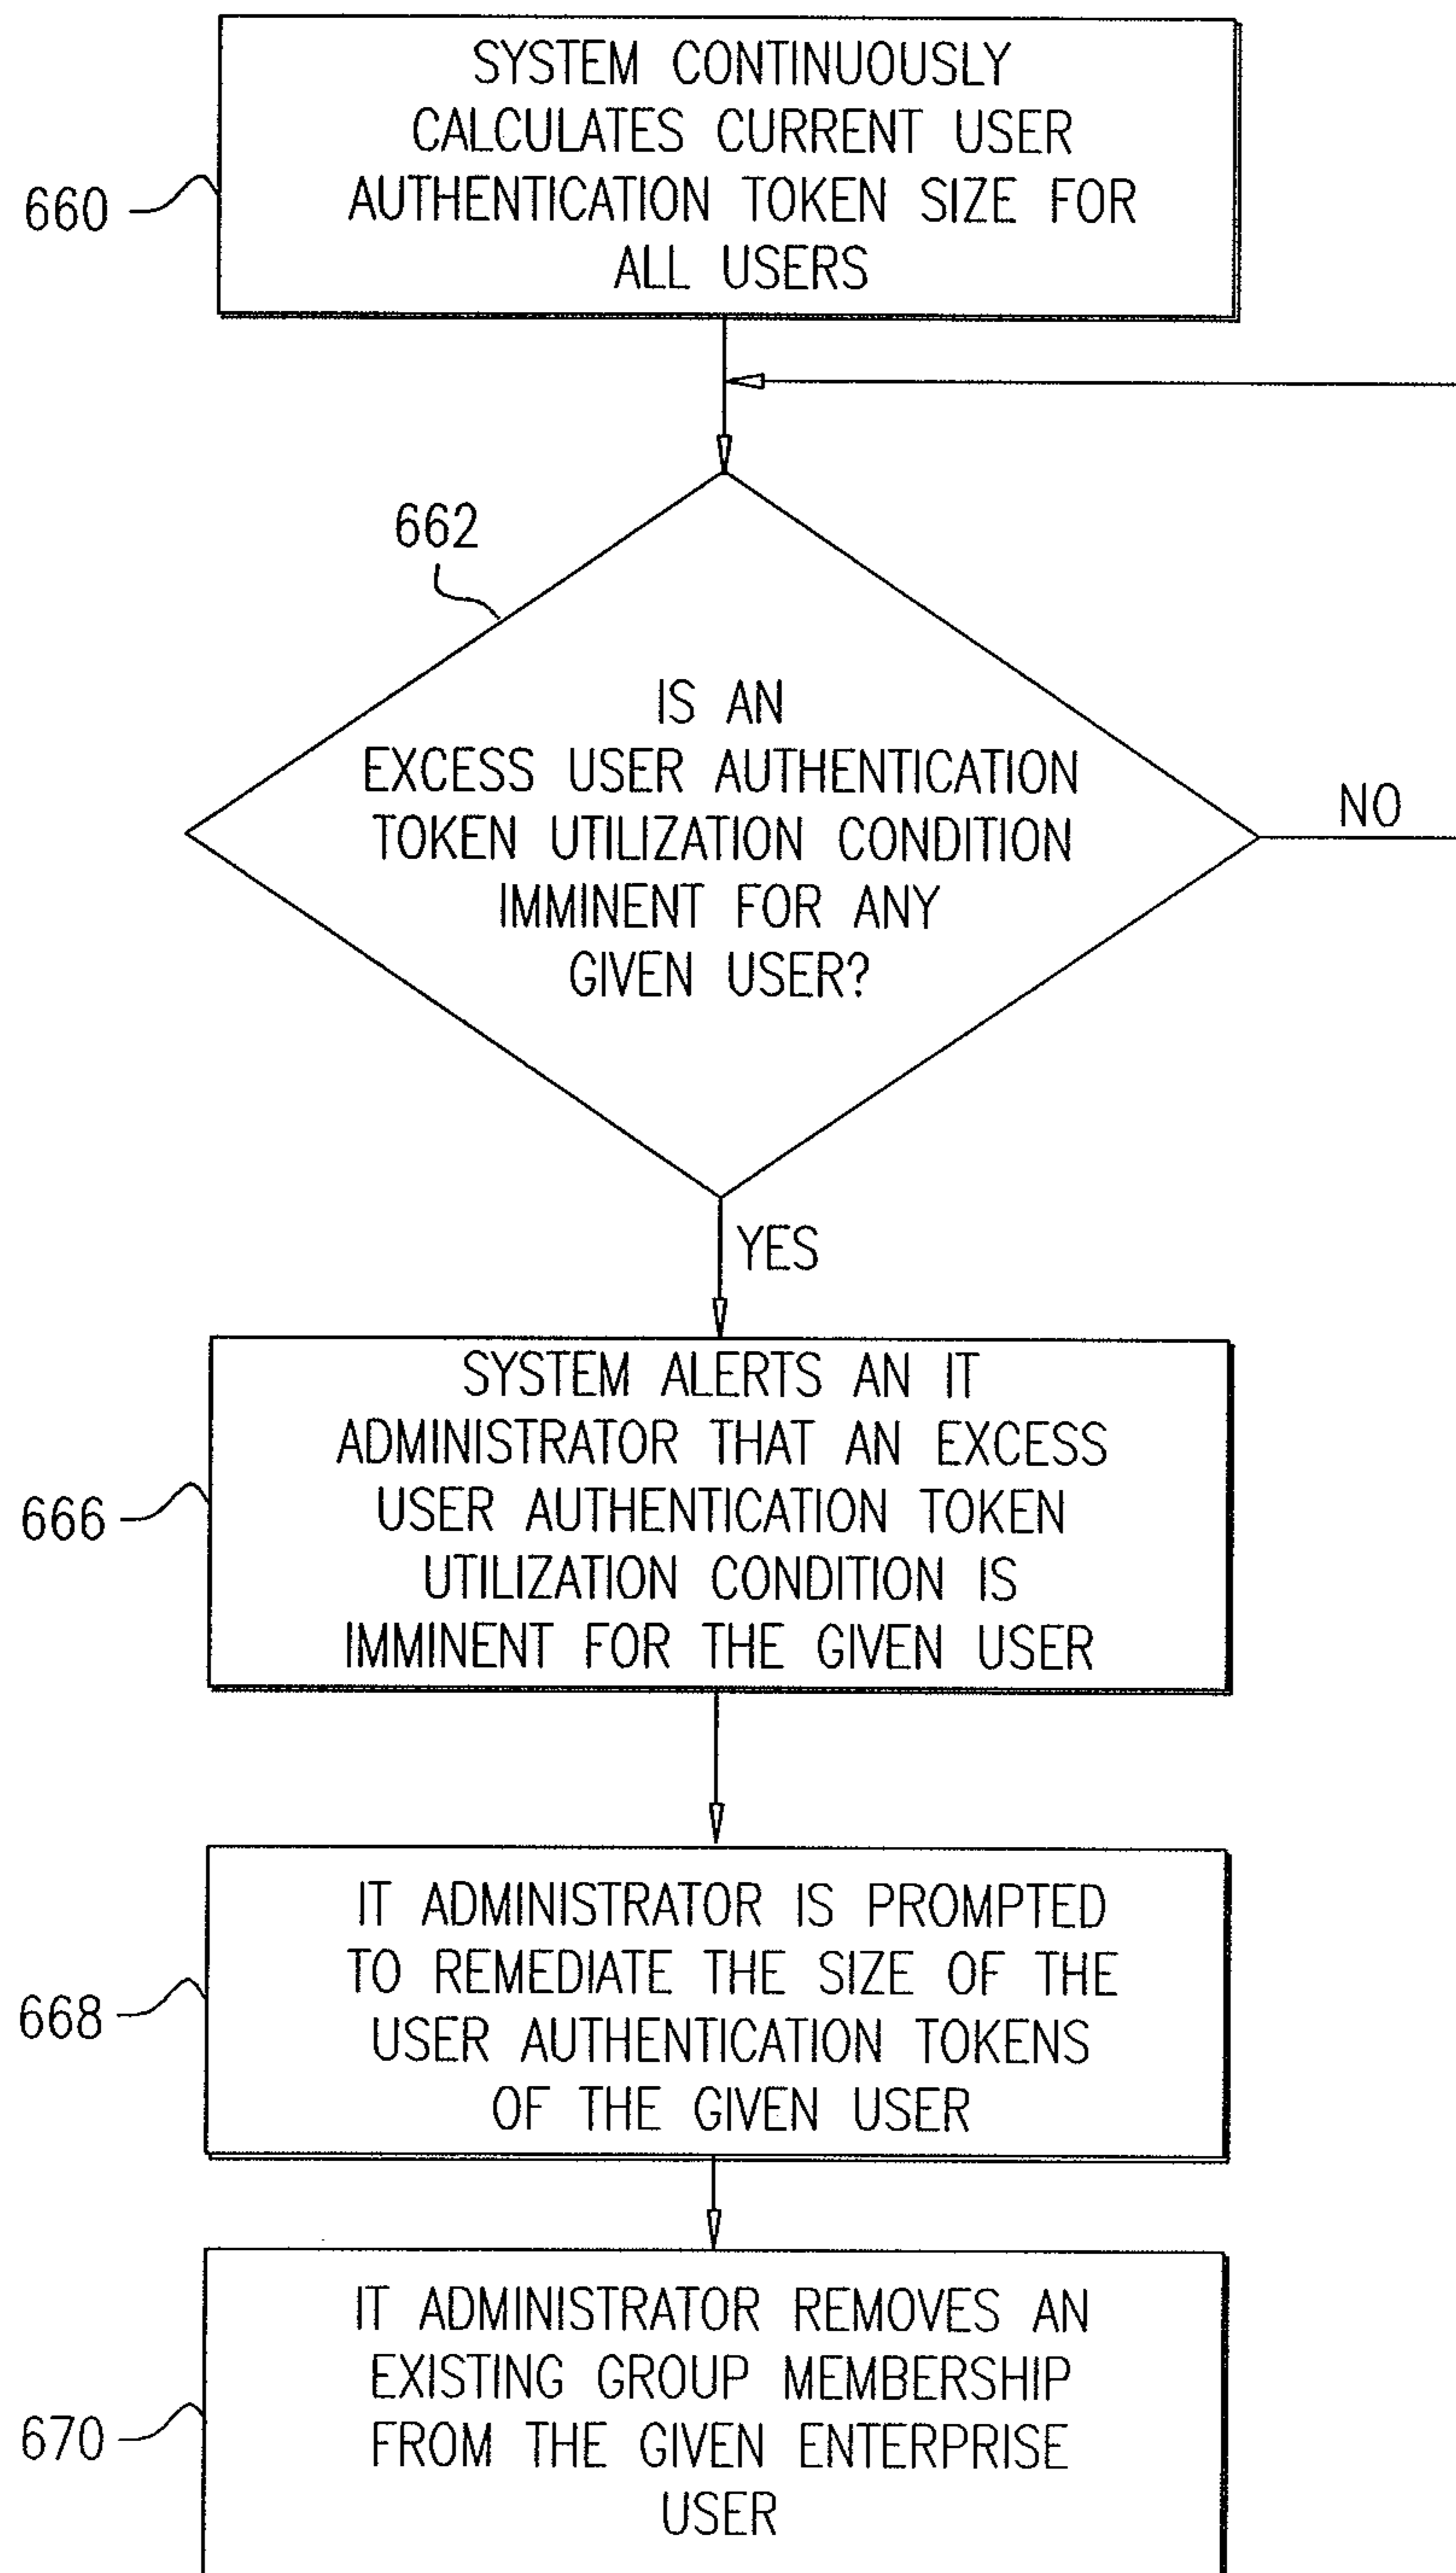 SYSTEM CONTINUOUSLY
CALCULATES CURRENT USER
AUTHENTICATION TOKEN SIZE FOR
ALL USERS
660
662
IS AN
EXCESS USER AUTHENTICATION
TOKEN UTILIZATION CONDITION
IMMINENT FOR ANY
GIVEN USER?
NO
YES
SYSTEM ALERTS AN IT
ADMINISTRATOR THAT AN EXCESS
USER AUTHENTICATION TOKEN
UTILIZATION CONDITION IS
IMMINENT FOR THE GIVEN USER
666
IT ADMINISTRATOR IS PROMPTED
TO REMEDIATE THE SIZE OF THE
USER AUTHENTICATION TOKENS
OF THE GIVEN USER
668
IT ADMINISTRATOR REMOVES AN
EXISTING GROUP MEMBERSHIP
FROM THE GIVEN ENTERPRISE
USER
670